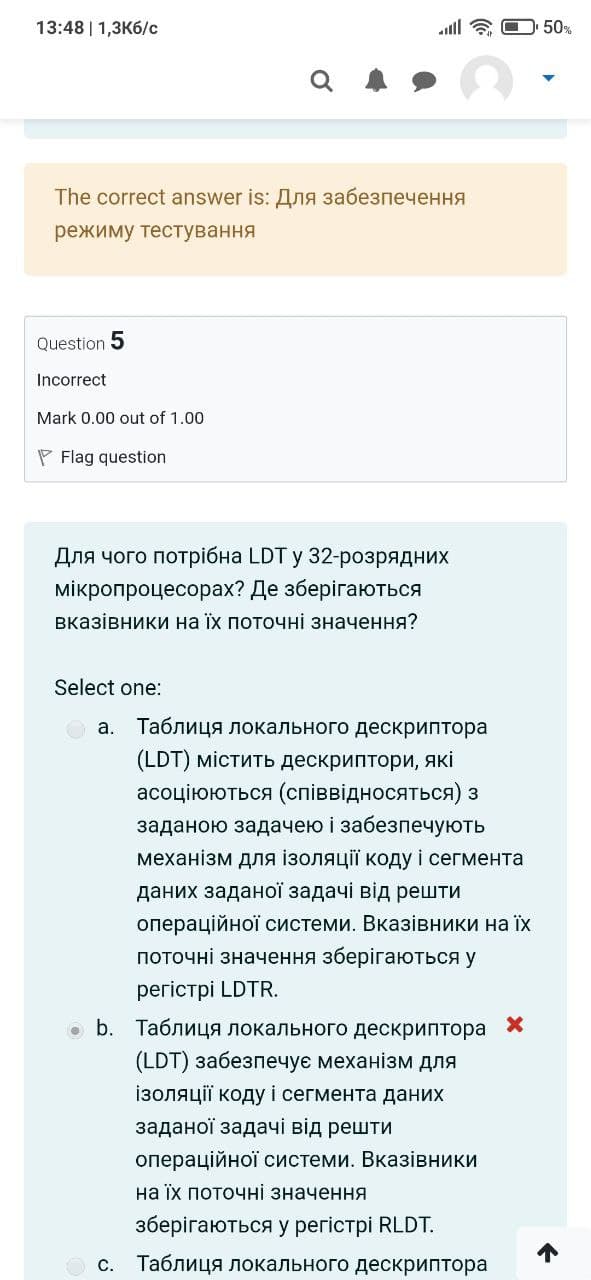 13:48 | 1,3Кб/с
50%
The correct answer is: Для забезпечення
режиму тестування
Question 5
Incorrect
Mark 0.00 out of 1.00
Flag question
Для чого потрібна LDT у 32-розрядних
мікропроцесорах? Де зберігаються
вказівники на їх поточні значення?
Select one:
a. Таблиця локального дескриптора
(LDT) містить дескриптори, які
асоціюються (співвідносяться) з
заданою задачею і забезпечують
механізм для ізоляції коду і сегмента
даних заданої задачі від решти
операційної системи. Вказівники на їх
поточні значення зберігаються у
регістрі LDTR.
b. Таблиця локального дескриптора
(LDT) забезпечує механізм для
ізоляції коду і сегмента даних
заданої задачі від решти
операційної системи. Вказівники
на їх поточні значення
зберігаються у регістрі RLDT.
c. Таблиця локального дескриптора